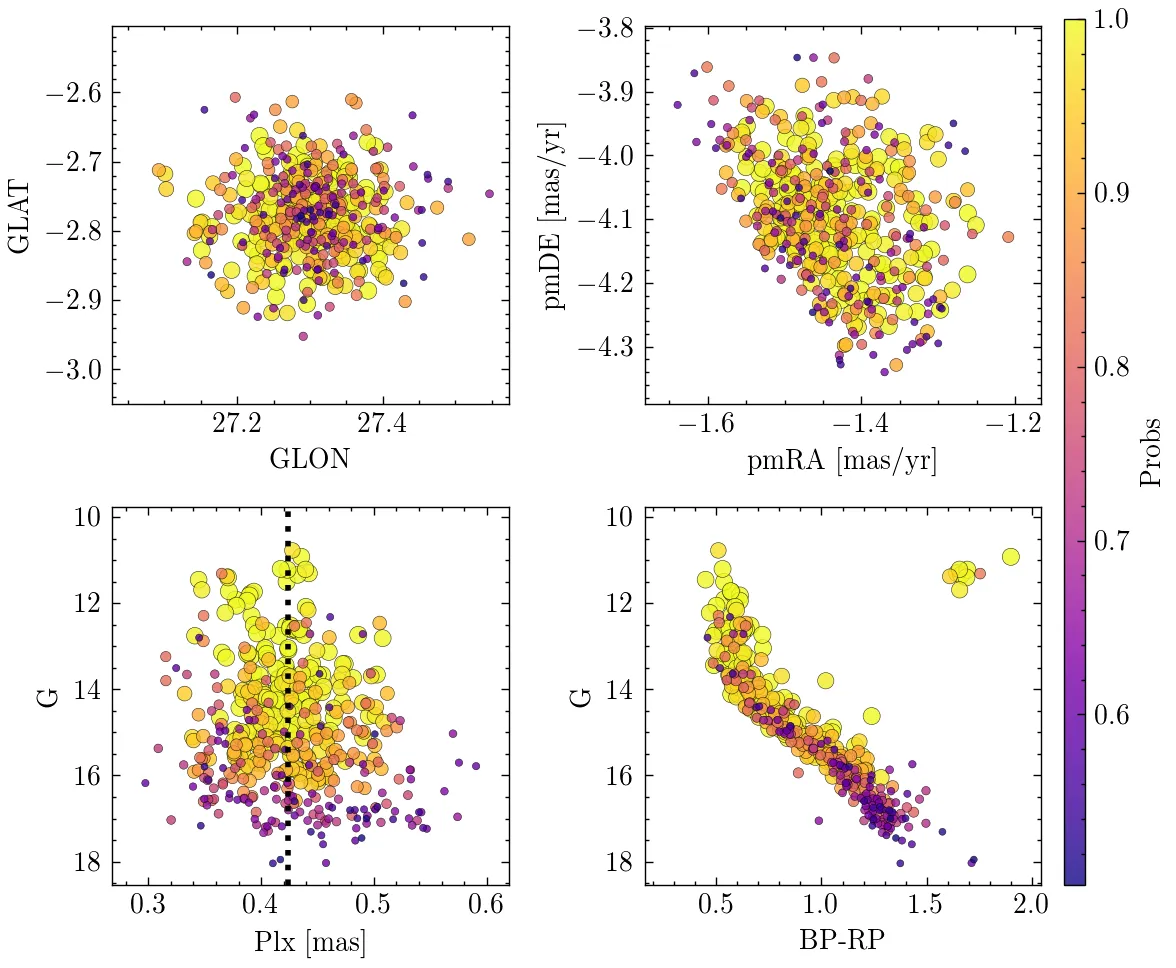 −2.6
−2.7
−2.8
−2.9
−3.0
GLAT
27.2 27.4
GLON
−3.8
−3.9
−4.0
−4.1
−4.2
−4.3
pmDE [mas/yr]
−1.6 −1.4 −1.2
pmRA [mas/yr]
10
12
14
16
18
G
0.3 0.4 0.5 0.6
Plx [mas]
10
12
14
16
18
G
0.5 1.0 1.5 2.0
BP-RP
1.0
0.9
0.8
0.7
0.6
Probs